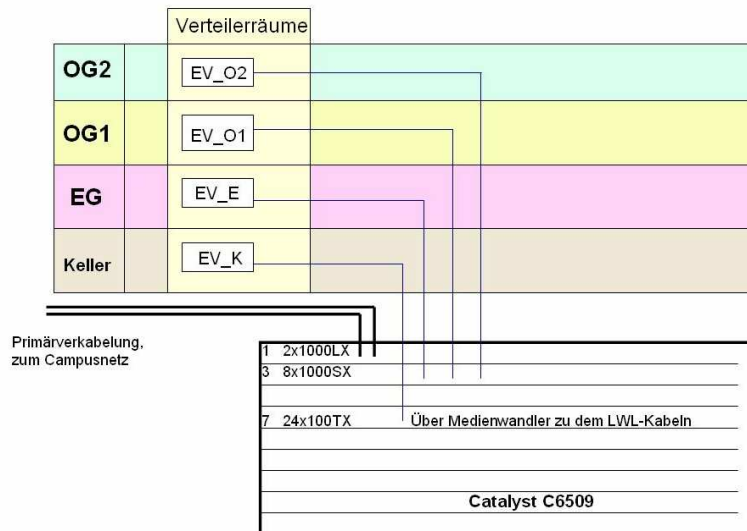 Verteilerräume
OG2 EV_O2
OG1 EV_O1
EG EV_E
Keller EV_K
Primärverkabelung,
zum Campusnetz
1 2x1000LX
3 8x1000SX
7 24x100TX Über Medienwandler zu dem LWL-Kabeln
Catalyst C6509